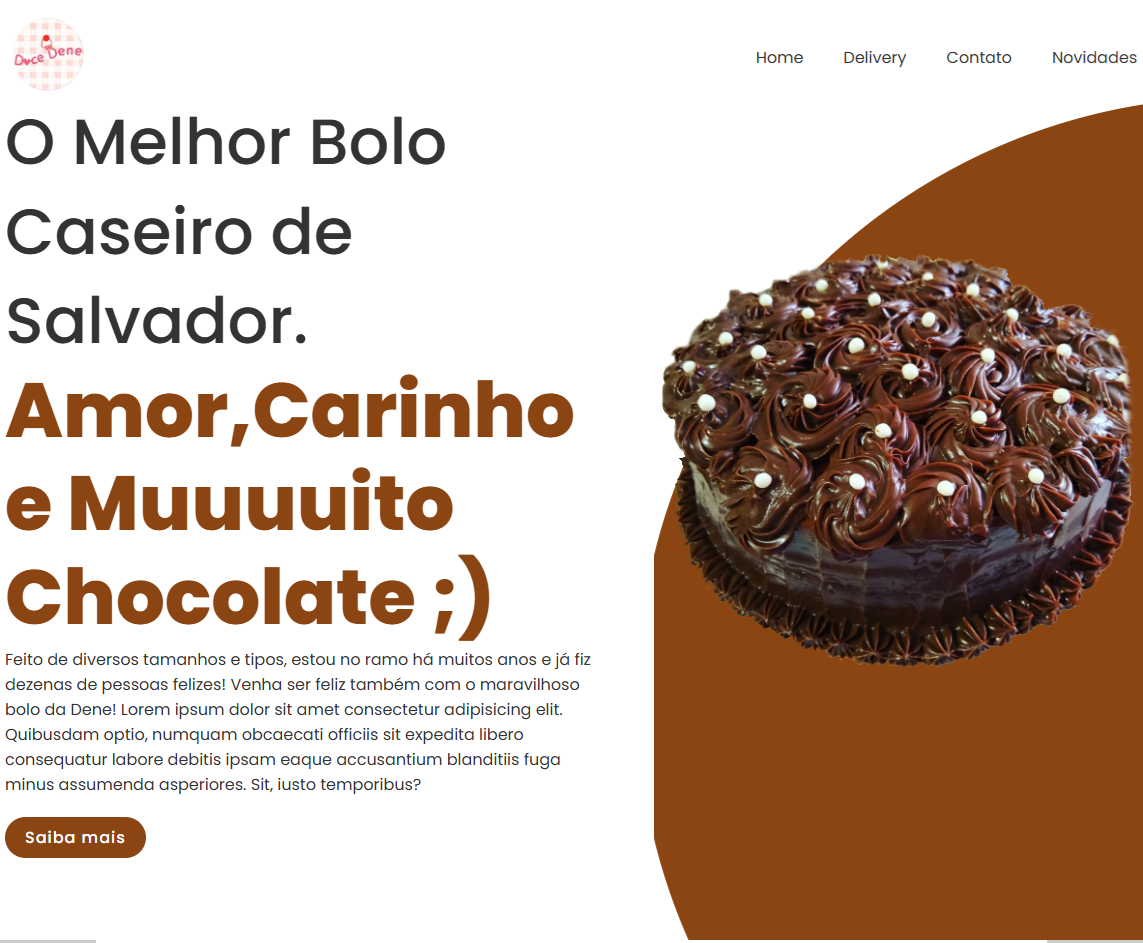 Doce Dene
Home Delivery Contato Novidades
O Melhor Bolo
Caseiro de
Salvador.
Amor,Carinho
e Muuuuito
Chocolate ;)
Feito de diversos tamanhos e tipos, estou no ramo há muitos anos e já fiz
dezenas de pessoas felizes! Venha ser feliz também com o maravilhoso
bolo da Dene! Lorem ipsum dolor sit amet consectetur adipisicing elit.
Quibusdam optio, numquam obcaecati officiis sit expedita libero
consequatur labore debitis ipsam eaque accusantium blanditiis fuga
minus assumenda asperiores. Sit, iusto temporibus?
Saiba mais